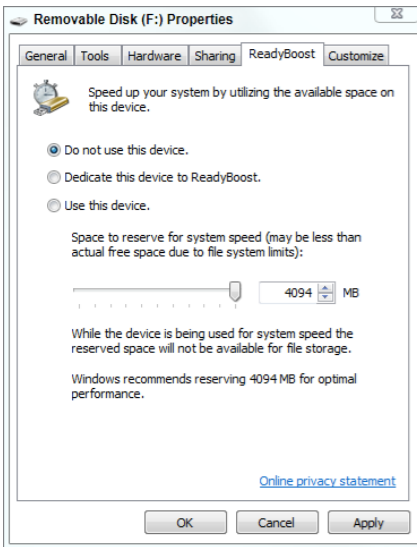 Removable Disk (F:) Properties
General Tools Hardware Sharing ReadyBoost Customize
Speed up your system by utilizing the available space on
this device.
Do not use this device.
Dedicate this device to ReadyBoost.
Use this device.
Space to reserve for system speed (may be less than
actual free space due to file system limits):
4094 MB
While the device is being used for system speed the
reserved space will not be available for file storage.
Windows recommends reserving 4094 MB for optimal
performance.
Online privacy statement
OK Cancel Apply